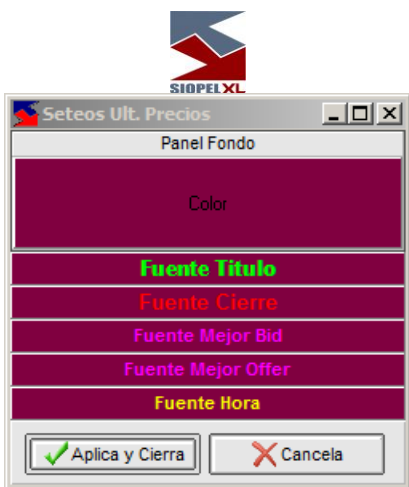 SIOPELXL
Seteos Ult. Precios
Panel Fondo
Color
Fuente Titulo
Fuente Cierre
Fuente Mejor Bid
Fuente Mejor Offer
Fuente Hora
Aplica y Cierra Cancela